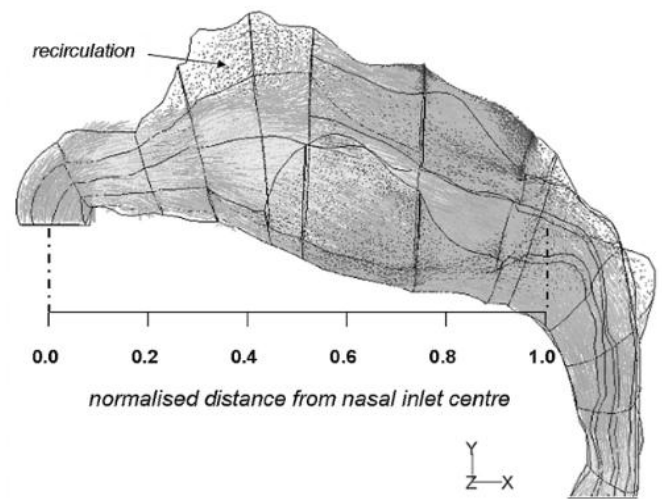 recirculation
0.0 0.2 0.4 0.6 0.8 1.0
normalised distance from nasal inlet centre
Y
Z X